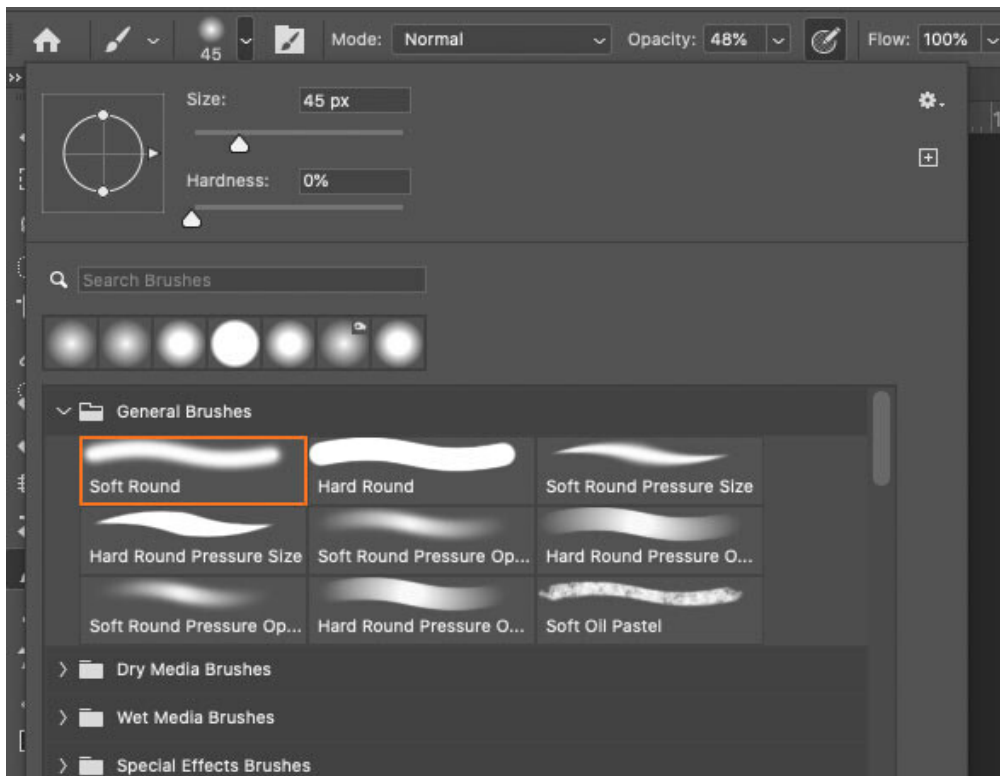 45 Mode: Normal Opacity: 48% Flow: 100%
Size: 45 px
Hardness: 0%
Search Brushes
General Brushes
Soft Round Hard Round Soft Round Pressure Size
Hard Round Pressure Size Soft Round Pressure Op... Hard Round Pressure O...
Soft Round Pressure Op... Hard Round Pressure O... Soft Oil Pastel
Dry Media Brushes
Wet Media Brushes
Special Effects Brushes